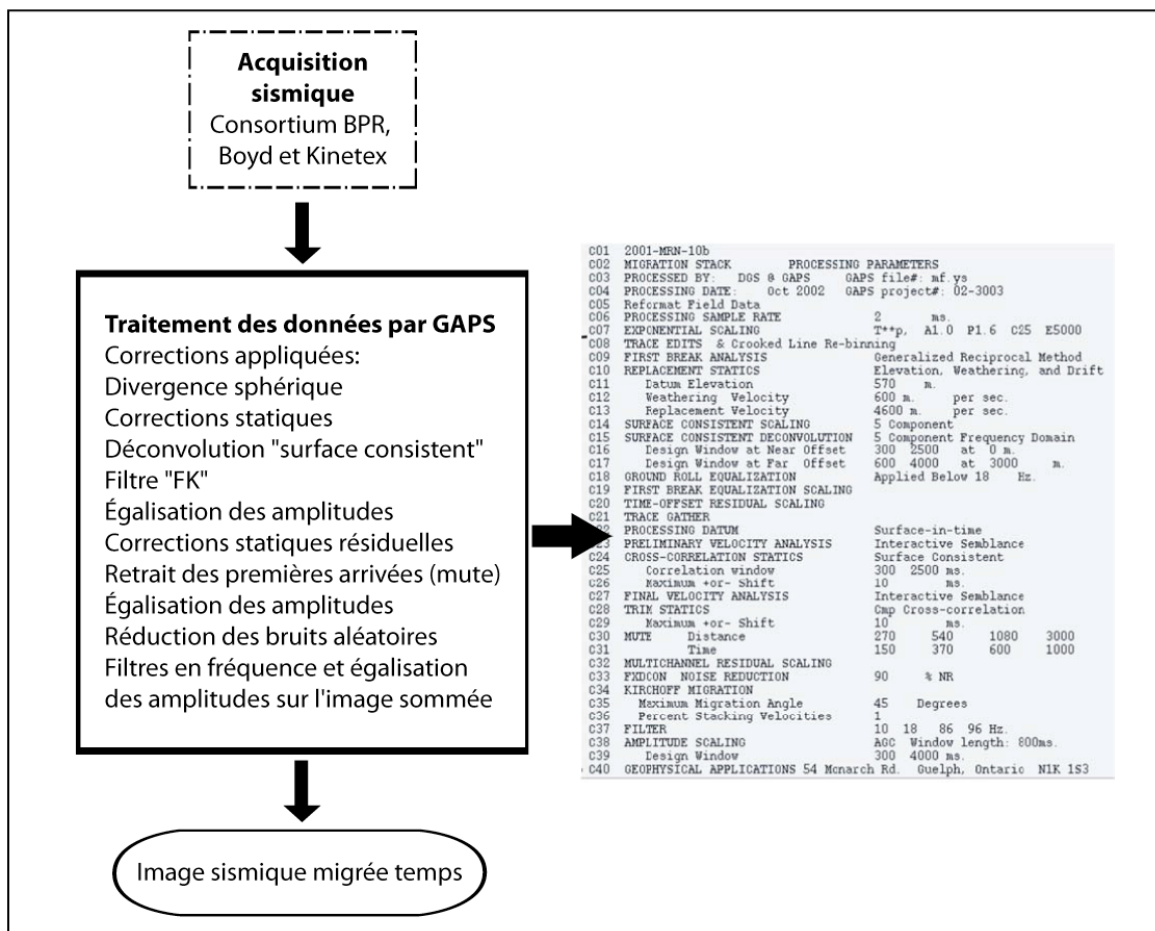 Acquisition
sismique
Consortium BPR,
Boyd et Kinetex
Traitement des données par GAPS
Corrections appliquées:
Divergence sphérique
Corrections statiques
Déconvolution "surface consistent"
Filtre "FK"
Égalisation des amplitudes
Corrections statiques résiduelles
Retrait des premières arrivées (mute)
Égalisation des amplitudes
Réduction des bruits aléatoires
Filtres en fréquence et égalisation
des amplitudes sur l'image sommée
Image sismique migrée temps
C01 2001-MRN-10b
C02 MIGRATION STACK PROCESSING PARAMETERS
C03 PROCESSED BY: DGS @ GAPS GAPS file#: mf.ys
C04 PROCESSING DATE: Oct 2002 GAPS project#: 02-3003
C05 Reformat Field Data
C06 PROCESSING SAMPLE RATE 2 ms.
C07 EXPONENTIAL SCALING T**p, A1.0 P1.6 C25 E5000
C08 TRACE EDITS & Crooked Line Re-binning
C09 FIRST BREAK ANALYSIS Generalized Reciprocal Method
C10 REPLACEMENT STATICS Elevation, Weathering, and Drift
C11 Datum Elevation 570 m.
C12 Weathering Velocity 600 m. per sec.
C13 Replacement Velocity 4600 m. per sec.
C14 SURFACE CONSISTENT SCALING 5 Component
C15 SURFACE CONSISTENT DECONVOLUTION 5 Component Frequency Domain
C16 Design Window at Near Offset 300 2500 at 0 m.
C17 Design Window at Far Offset 600 4000 at 3000 m.
C18 GROUND ROLL EQUALIZATION Applied Below 18 Hz.
C19 FIRST BREAK EQUALIZATION SCALING
C20 TIME-OFFSET RESIDUAL SCALING
C21 TRACE GATHER
PROCESSING DATUM Surface-in-time
PRELIMINARY VELOCITY ANALYSIS Interactive Semblance
C24 CROSS-CORRELATION STATICS Surface Consistent
C25 Correlation window 300 2500 ms.
C26 Maximum +or- Shift 10 ms.
C27 FINAL VELOCITY ANALYSIS Interactive Semblance
C28 TRIM STATICS Cmp Cross-correlation
C29 Maximum +or- Shift 10 ms.
C30 MUTE Distance 270 540 1080 3000
C31 Time 150 370 600 1000
C32 MULTICHANNEL RESIDUAL SCALING
C33 FXDCON NOISE REDUCTION 90 % NR
C34 KIRCHOFF MIGRATION
C35 Maximum Migration Angle 45 Degrees
C36 Percent Stacking Velocities 1
C37 FILTER 10 18 86 96 Hz.
C38 AMPLITUDE SCALING AGC Window length: 800ms.
C39 Design Window 300 4000 ms.
C40 GEOPHYSICAL APPLICATIONS 54 Monarch Rd. Guelph, Ontario N1K 1S3